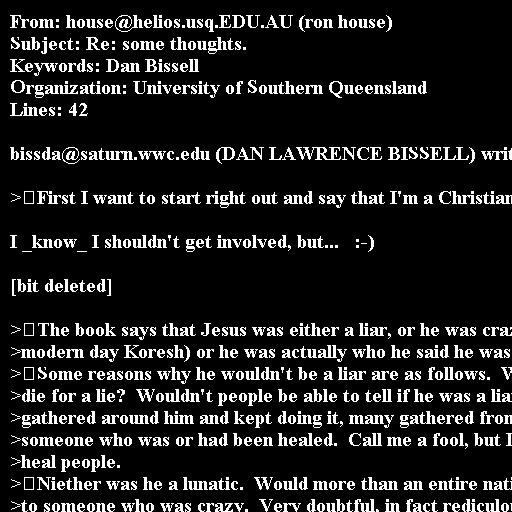 From: house@helios.usq.EDU.AU (ron house)
Subject: Re: some thoughts.
Keywords: Dan Bissell
Organization: University of Southern Queensland
Lines: 42
bissda@saturn.wwc.edu (DAN LAWRENCE BISSELL) writ
>□First I want to start right out and say that I'm a Christian
I _know_ I shouldn't get involved, but...   :-)
[bit deleted]
>□The book says that Jesus was either a liar, or he was craz
>modern day Koresh) or he was actually who he said he was
>□Some reasons why he wouldn't be a liar are as follows.
>die for a lie?  Wouldn't people be able to tell if he was a lia
>gathered around him and kept doing it, many gathered from
>someone who was or had been healed.  Call me a fool, but I
>heal people.
>□Niether was he a lunatic.  Would more than an entire nati
>to someone who was crazy.  Very doubtful, in fact rediculo